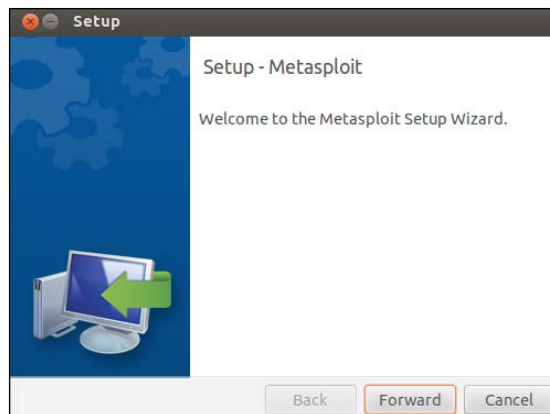 Setup
Setup - Metasploit
Welcome to the Metasploit Setup Wizard.
Back
Forward
Cancel